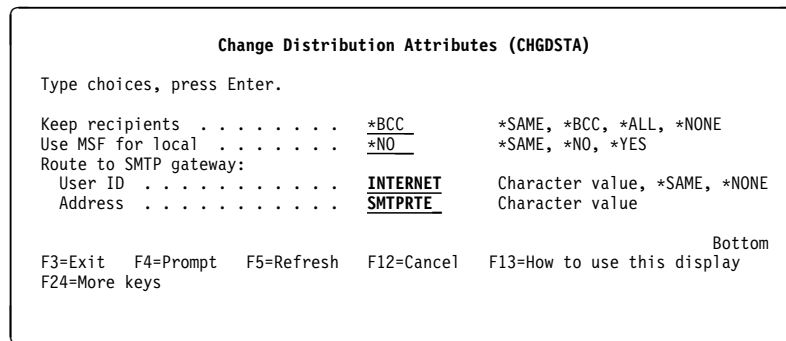 Change Distribution Attributes (CHGDSTA)
Type choices, press Enter.
Keep recipients . . . . . . . . *BCC *SAME, *BCC, *ALL, *NONE
Use MSF for local . . . . . . . *NO *SAME, *NO, *YES
Route to SMTP gateway:
User ID . . . . . . . . . . . INTERNET Character value, *SAME, *NONE
Address . . . . . . . . . . . SMTPRTE_ Character value
Bottom
F3=Exit F4=Prompt F5=Refresh F12=Cancel F13=How to use this display
F24=More keys